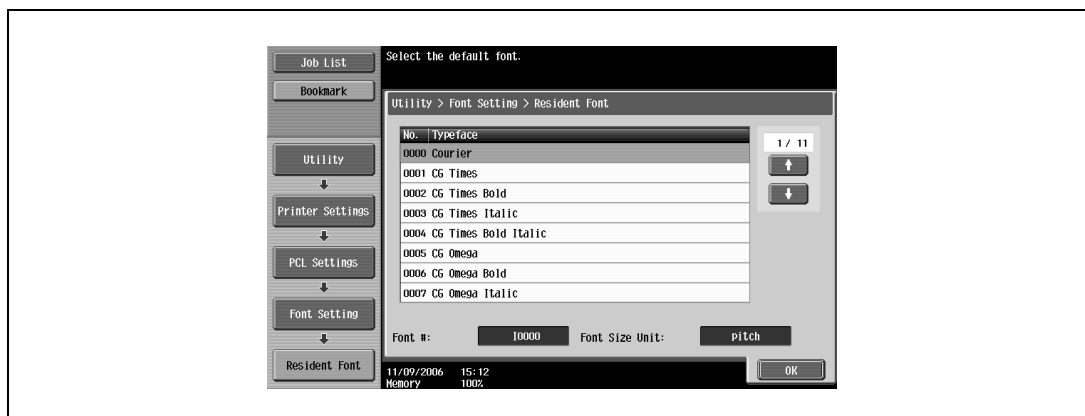 Job List
Bookmark
Utility
Printer Settings
PCL Settings
Font Setting
Resident Font
Select the default font.
Utility > Font Setting > Resident Font
No. Typeface
0000 Courier
0001 CG Times
0002 CG Times Bold
0003 CG Times Italic
0004 CG Times Bold Italic
0005 CG Omega
0006 CG Omega Bold
0007 CG Omega Italic
1/ 11
Font #: I0000 Font Size Unit: pitch
11/09/2006 15:12
Memory 100%
OK